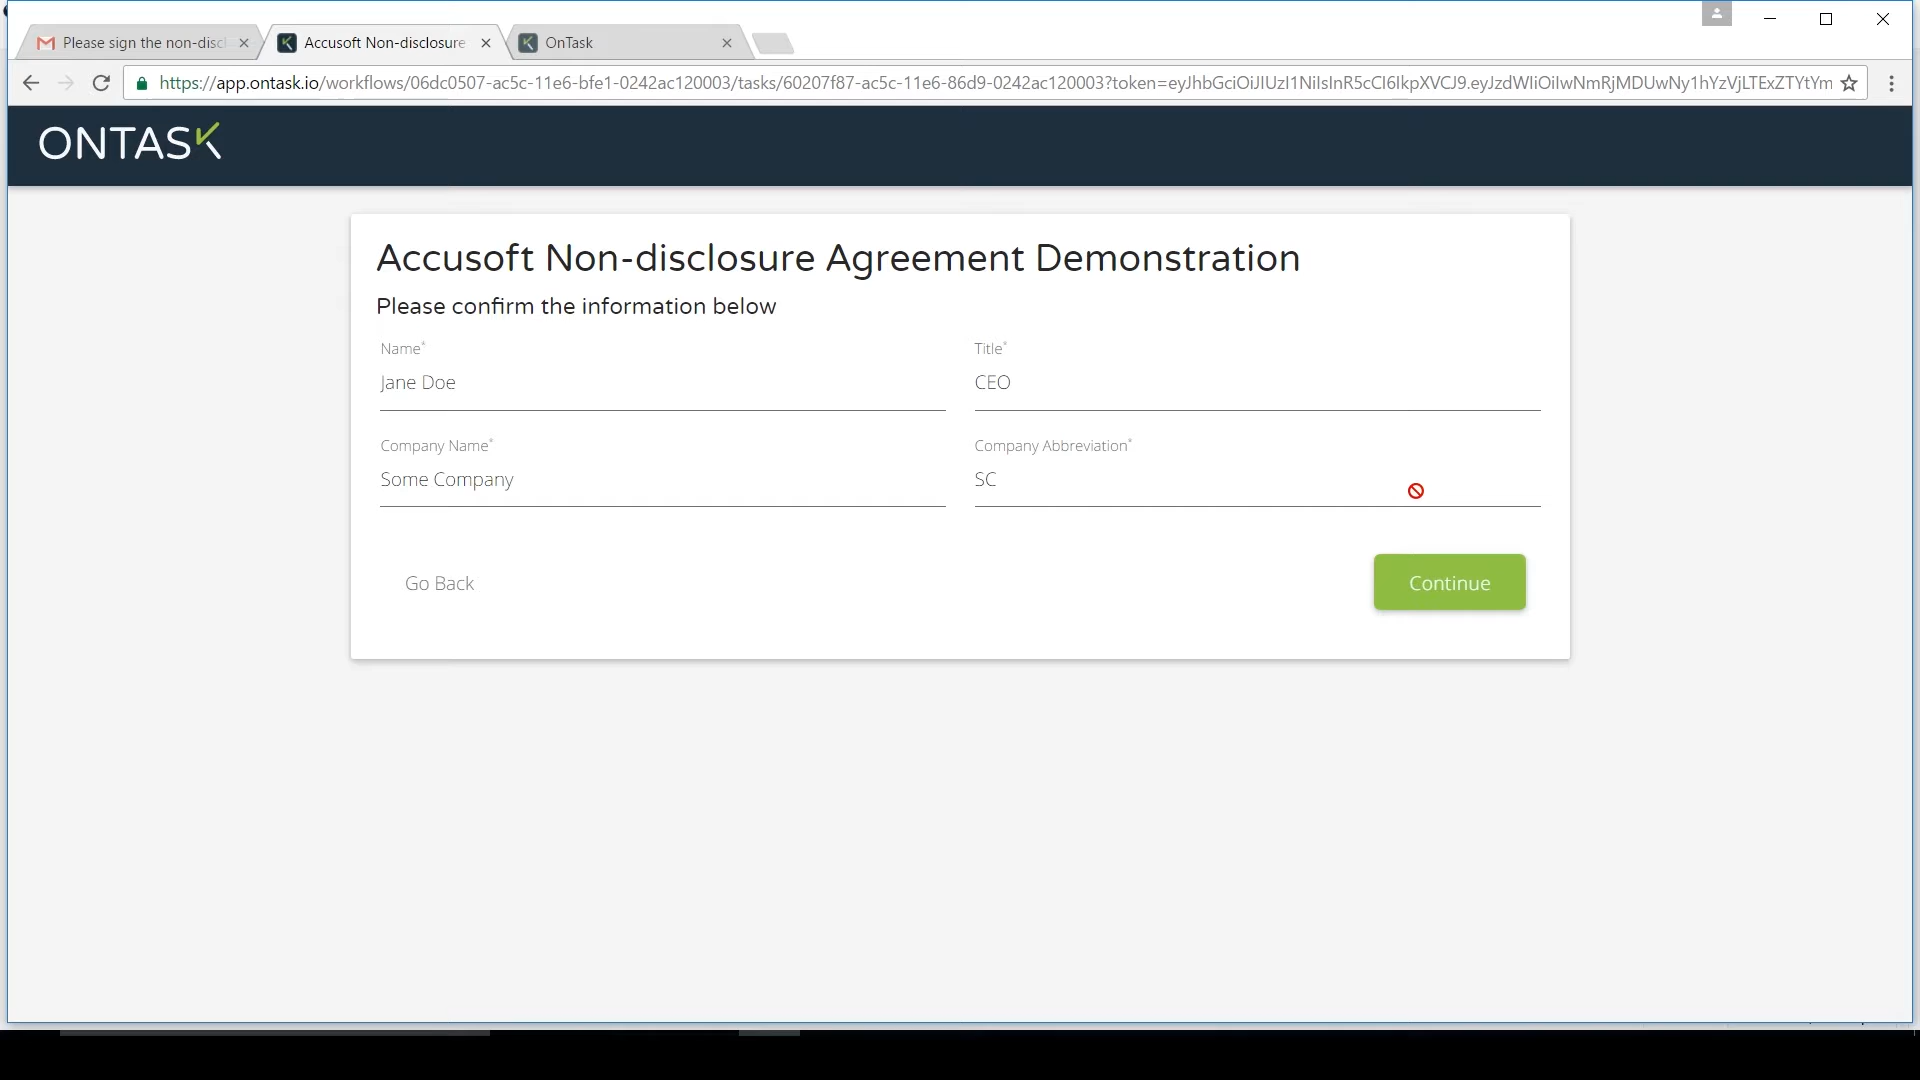 Please sign the non-discl
Accusoft Non-disclosure
OnTask
https://app.ontask.io/workflows/06dc0507-ac5c-11e6-bfe1-0242ac120003/tasks/60207f87-ac5c-11e6-86d9-0242ac120003?token=eyJhbGciOiJIUzI1NiIsInR5cCI6IkpXVCJ9.eyJzdWIiOiIwNmRjMDUwNy1hYzVjLTExZTYtYm
ONTASK
Accusoft Non-disclosure Agreement Demonstration
Please confirm the information below
Name* Title*
Jane Doe CEO
Company Name* Company Abbreviation*
Some Company SC
Go Back Continue